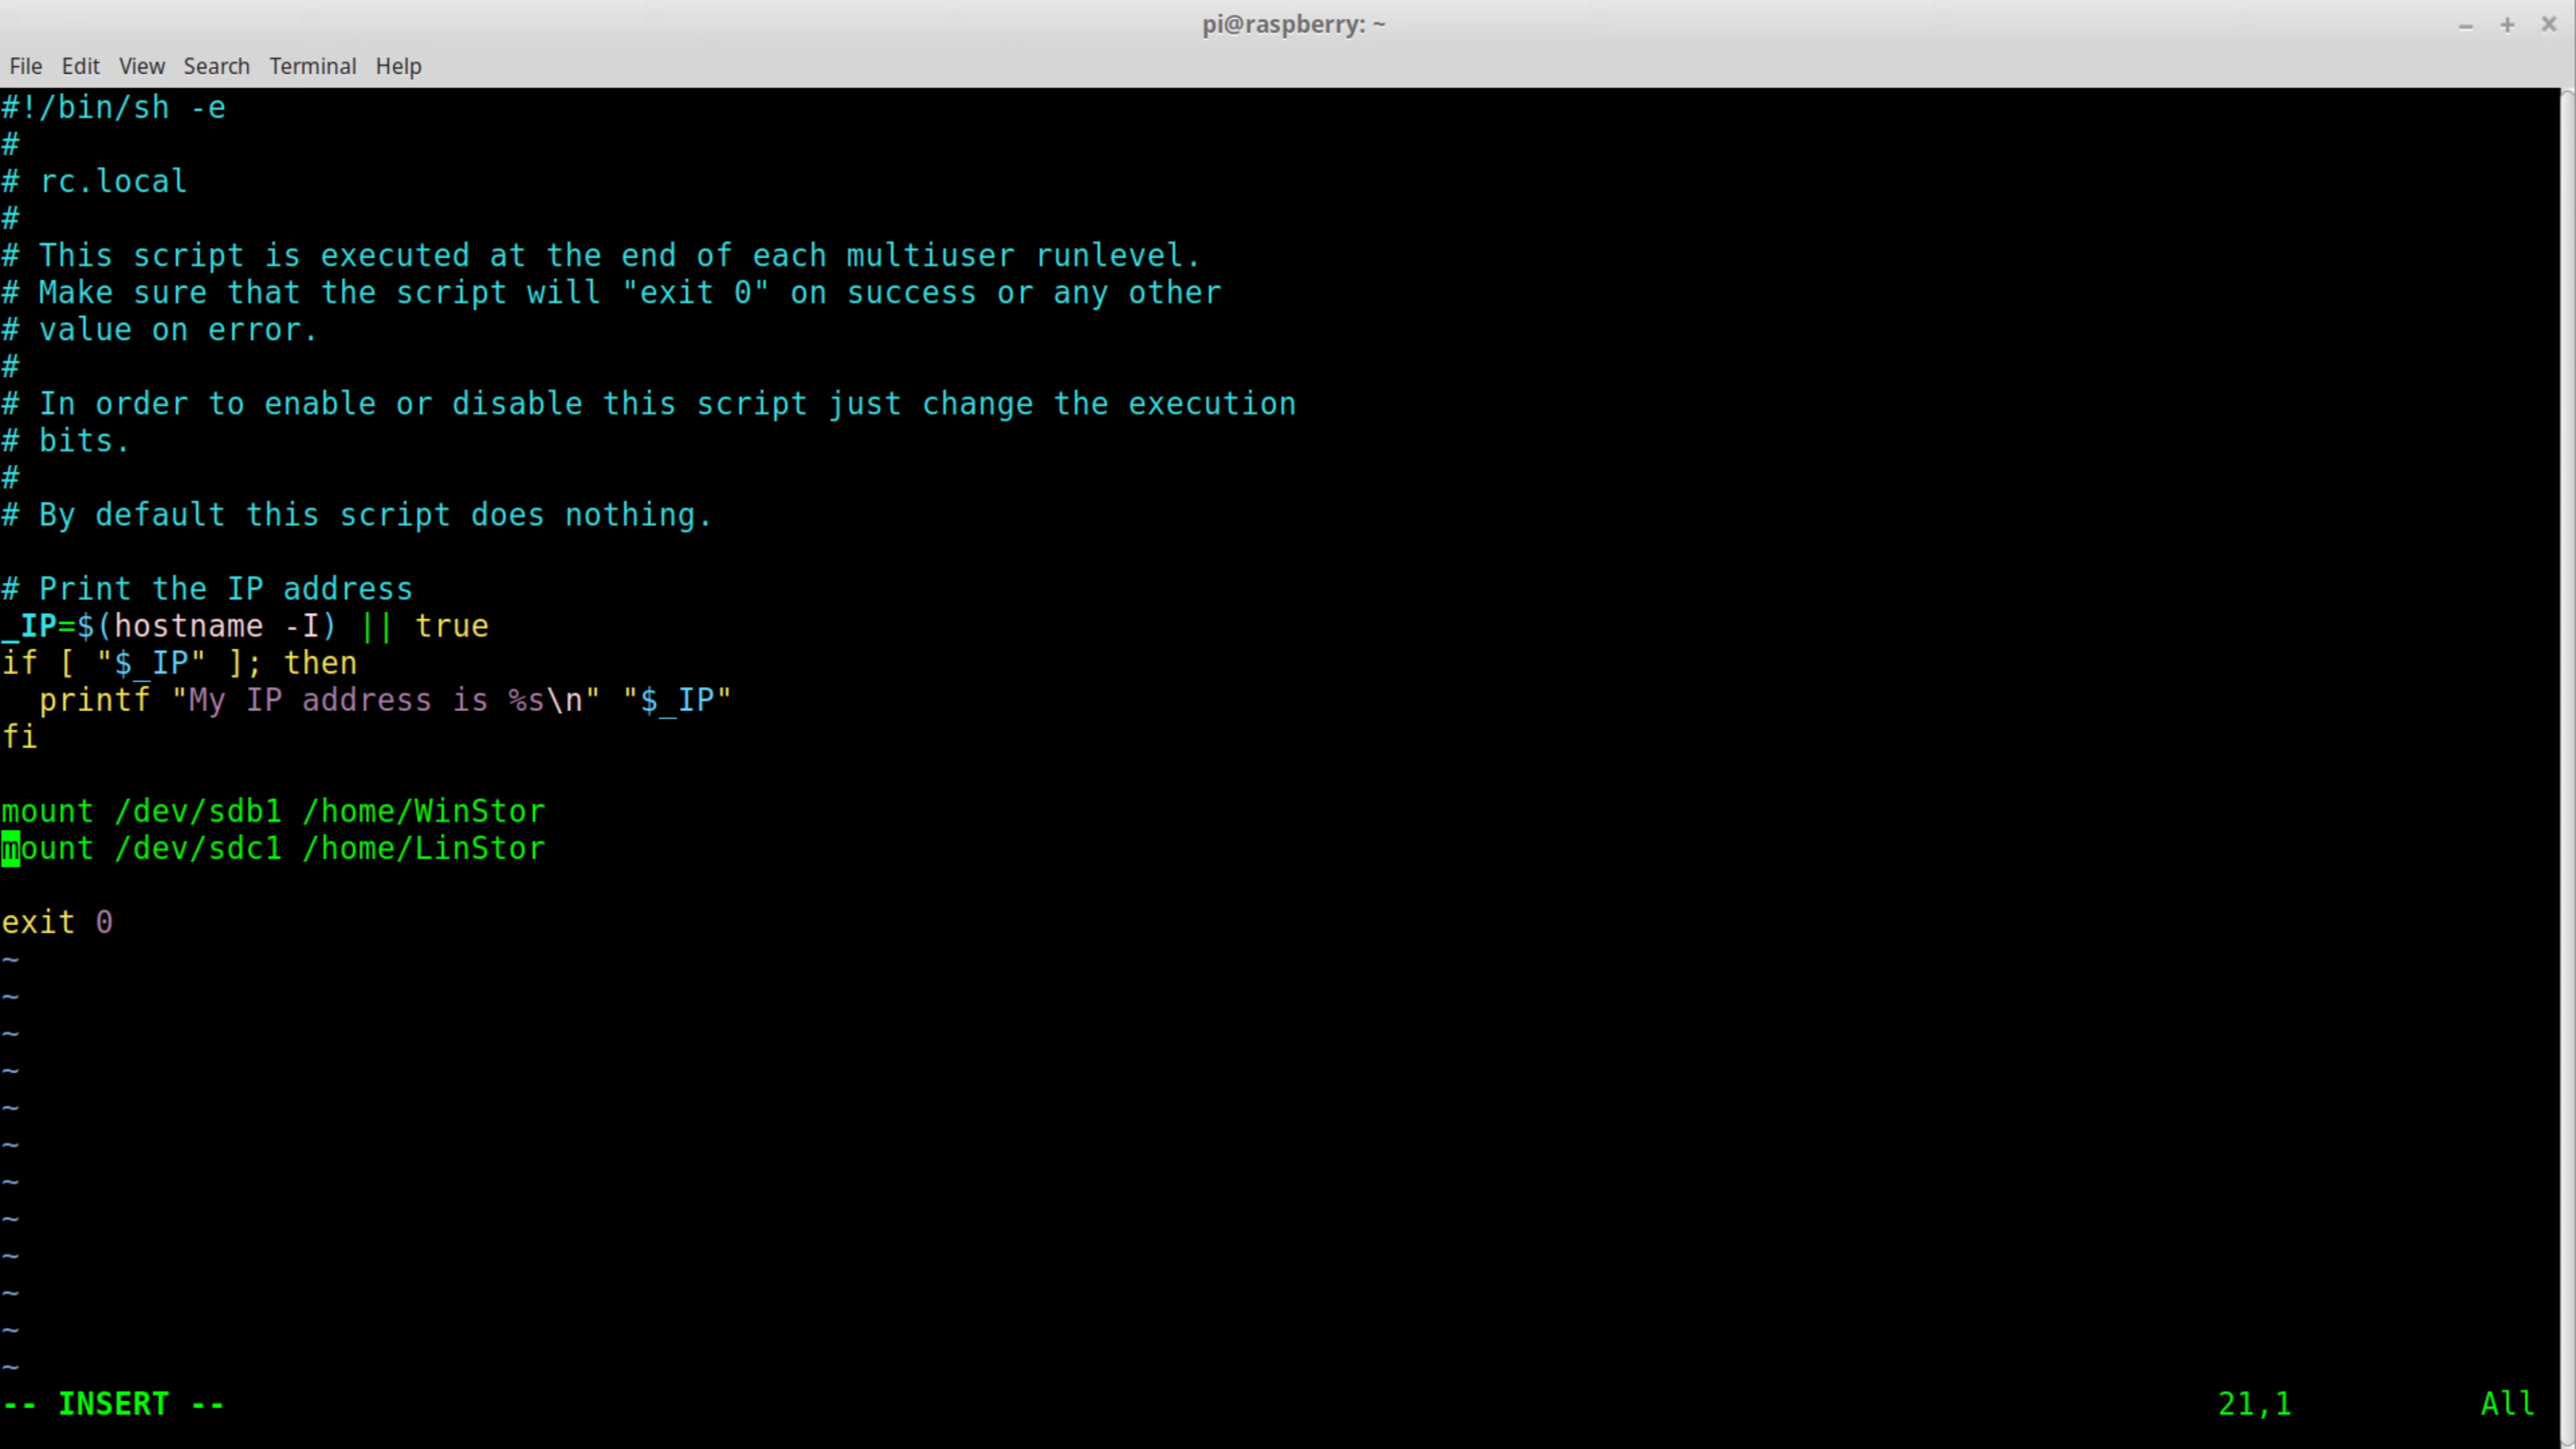 pi@raspberry: ~
– + ×
File Edit View Search Terminal Help
#!/bin/sh -e
#
# rc.local
#
# This script is executed at the end of each multiuser runlevel.
# Make sure that the script will "exit 0" on success or any other
# value on error.
#
# In order to enable or disable this script just change the execution
# bits.
#
# By default this script does nothing.

# Print the IP address
_IP=$(hostname -I) || true
if [ "$_IP" ]; then
  printf "My IP address is %s\n" "$_IP"
fi

mount /dev/sdb1 /home/WinStor
mount /dev/sdc1 /home/LinStor

exit 0
~
~
~
~
~
~
~
~
~
~
~
~
-- INSERT -- 21,1 All